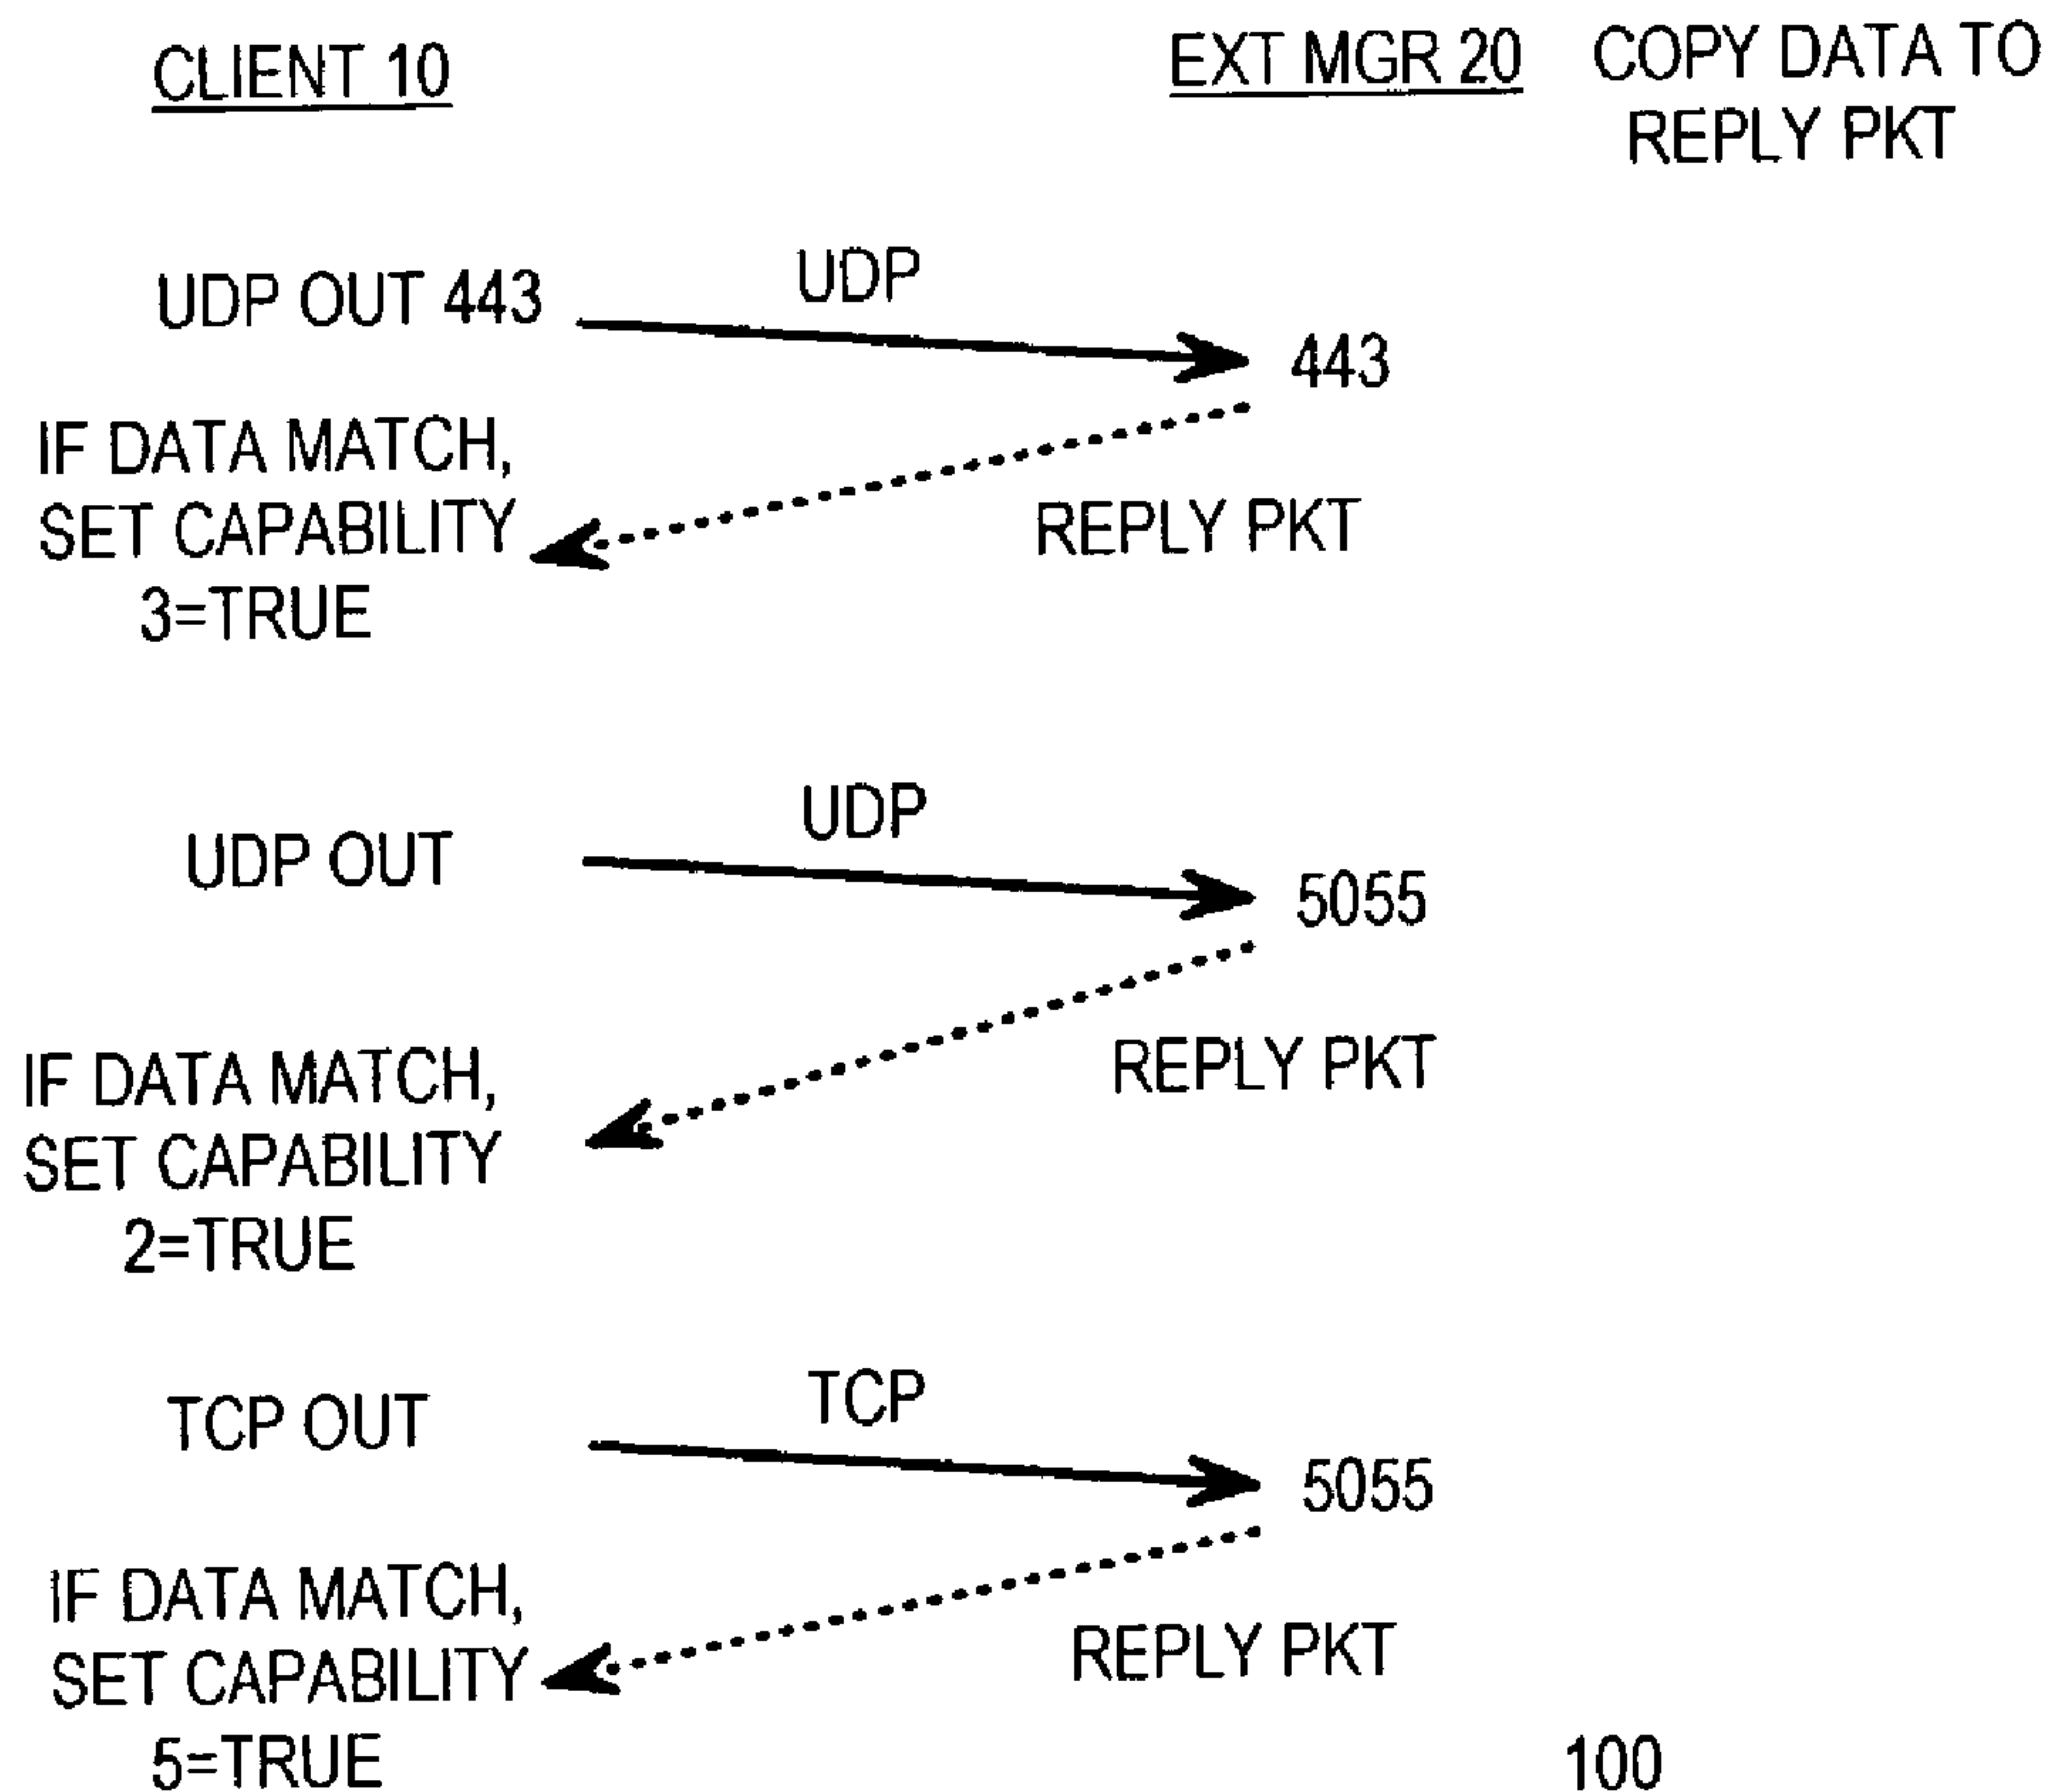 CLIENT 10
EXT MGR 20
COPY DATA TO
REPLY PKT
UDP OUT 443
UDP
443
IF DATA MATCH,
SET CAPABILITY
3=TRUE
REPLY PKT
UDP OUT
UDP
5055
IF DATA MATCH,
SET CAPABILITY
2=TRUE
REPLY PKT
TCP OUT
TCP
5055
IF DATA MATCH,
SET CAPABILITY
5=TRUE
REPLY PKT
100